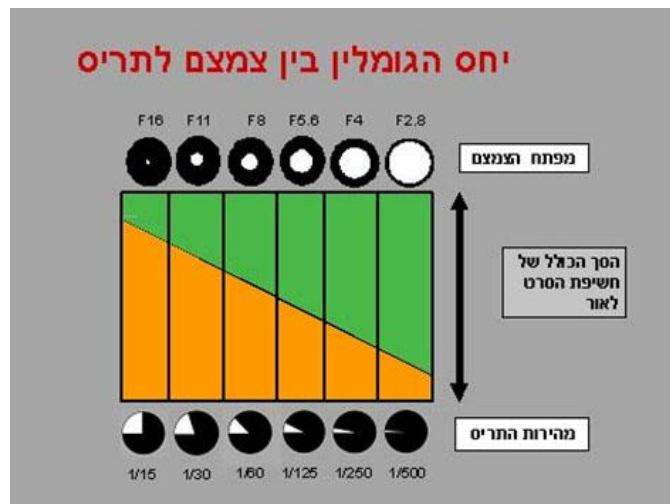 יחס הגומלין בין צמצם לתריס
F16 F11 F8 F5.6 F4 F2.8
מפתח הצמצם
הסך הכולל של
חשיפת הסרט
לאור
מהירות התריס
1/15 1/30 1/60 1/125 1/250 1/500